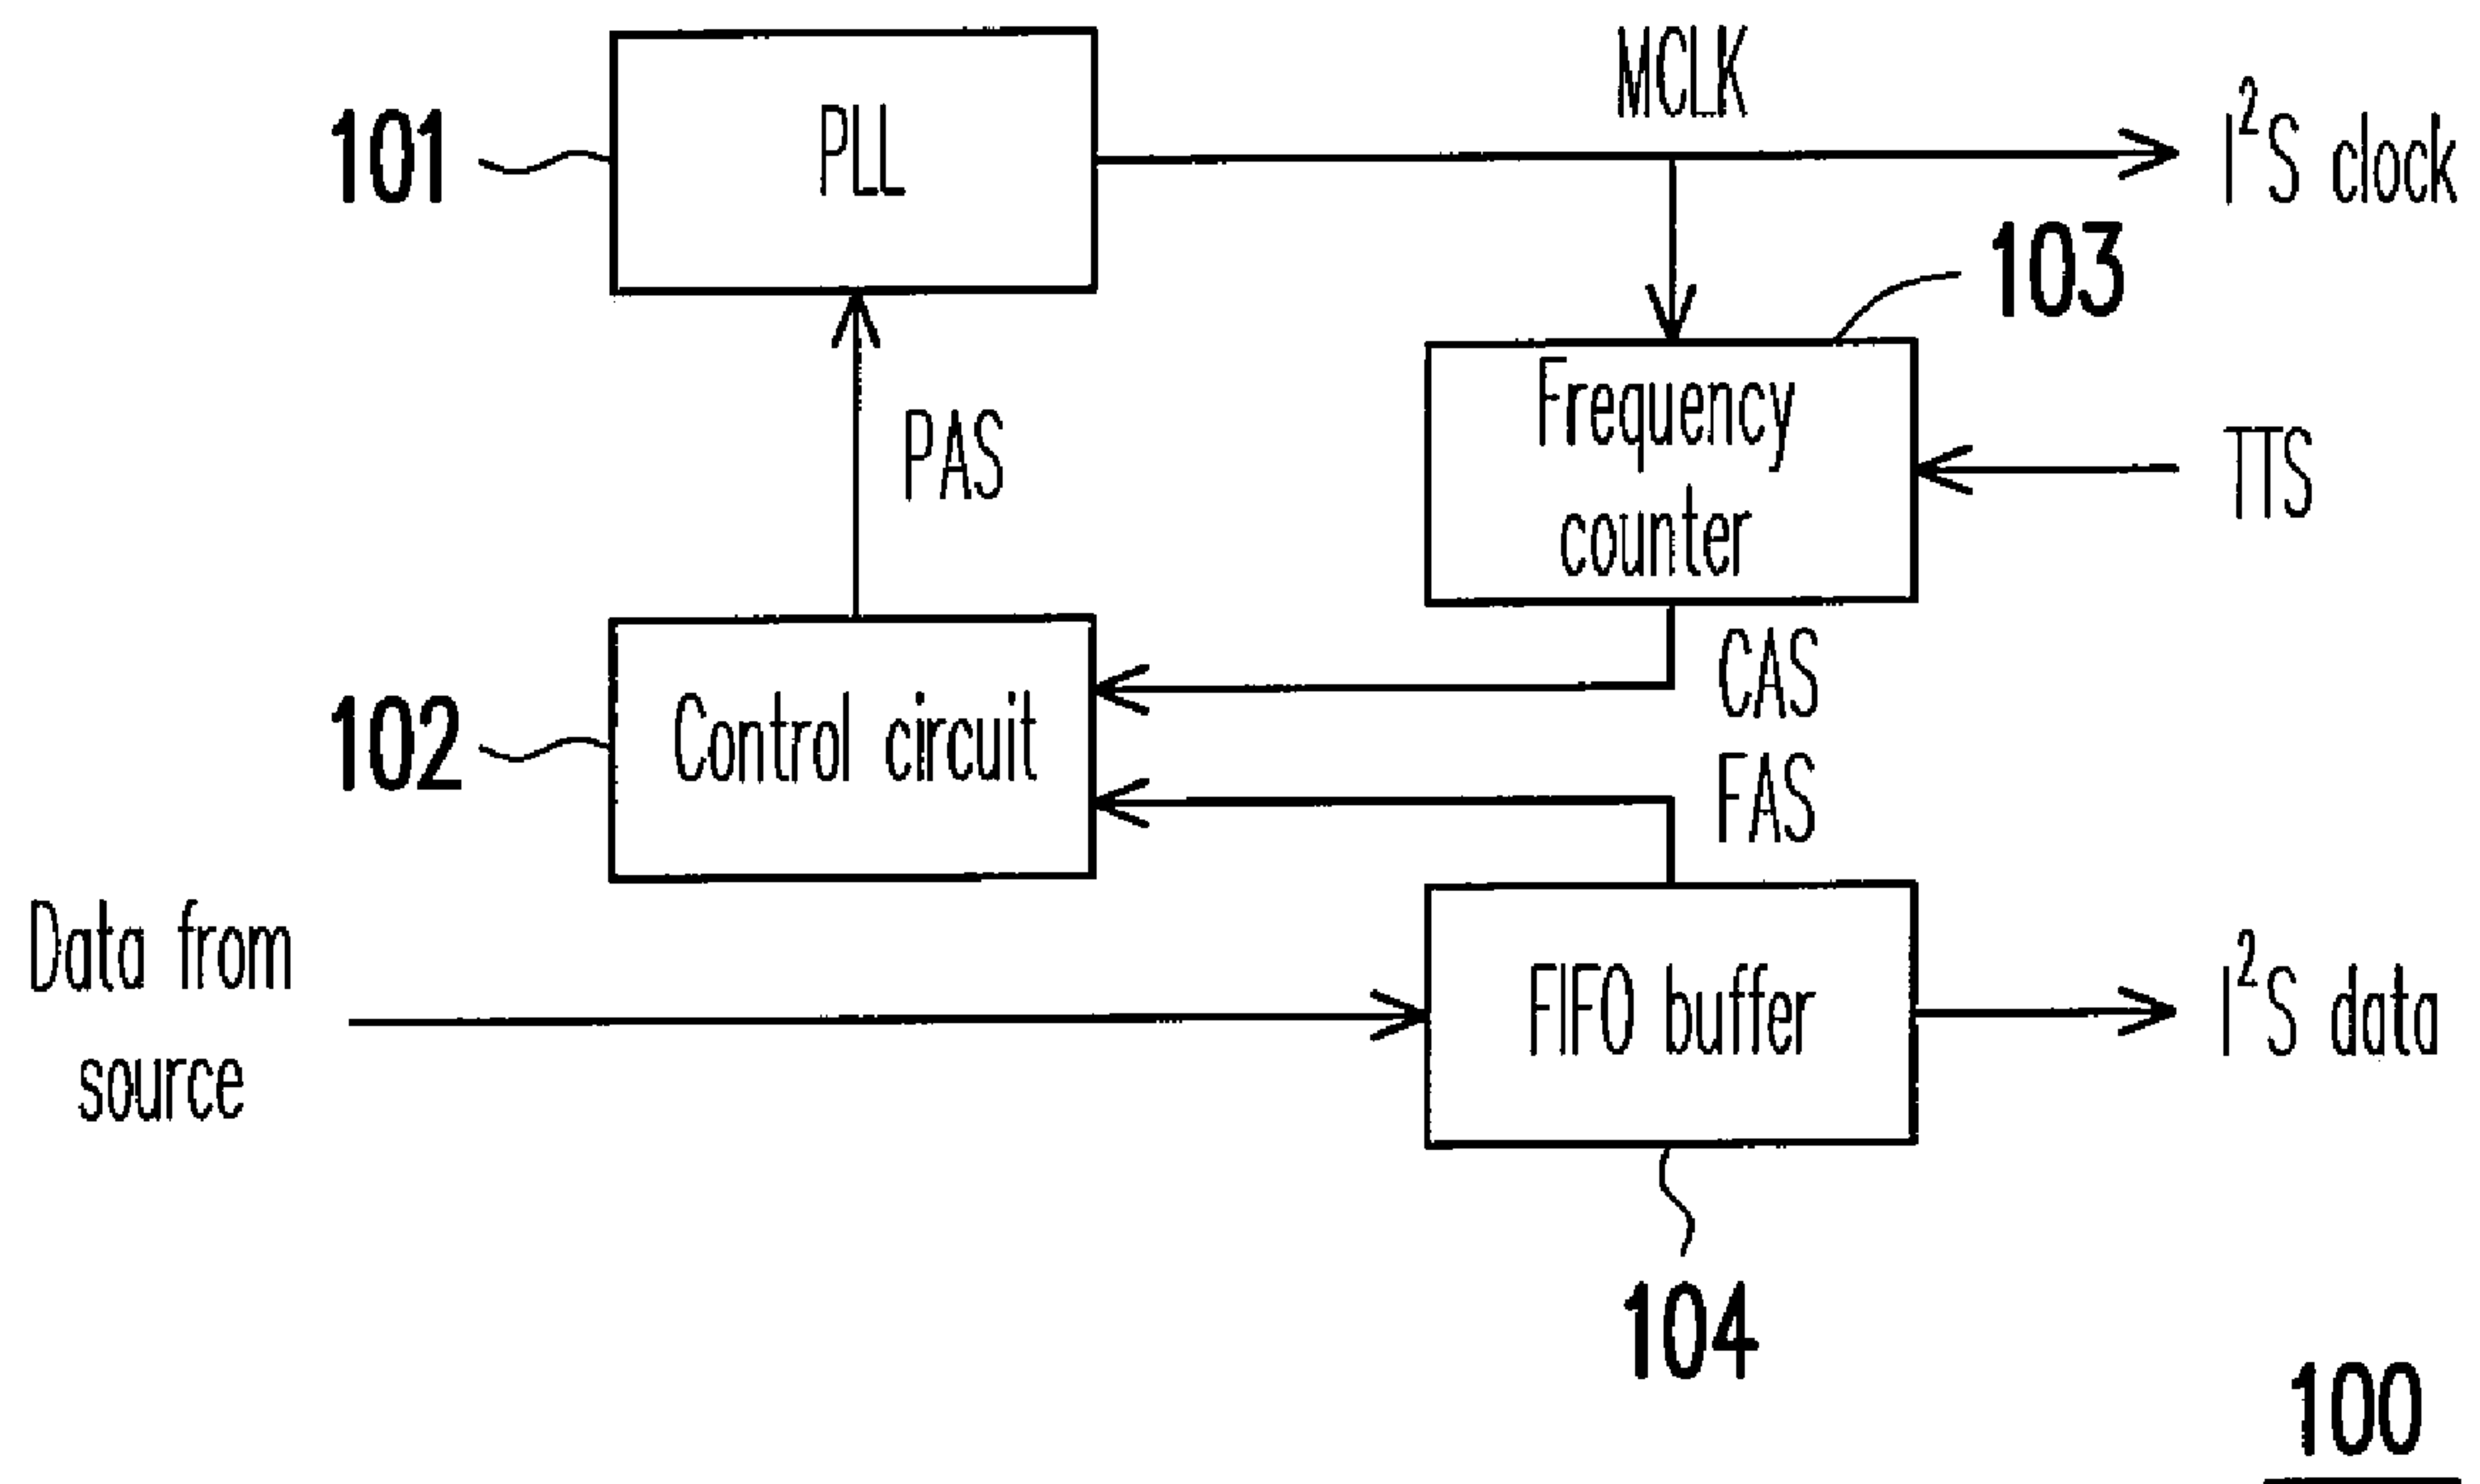 MCLK
101
PLL
I²S clock
103
Frequency
counter
TTS
PAS
CAS
102
Control circuit
FAS
Data from
source
FIFO buffer
I²S data
104
100